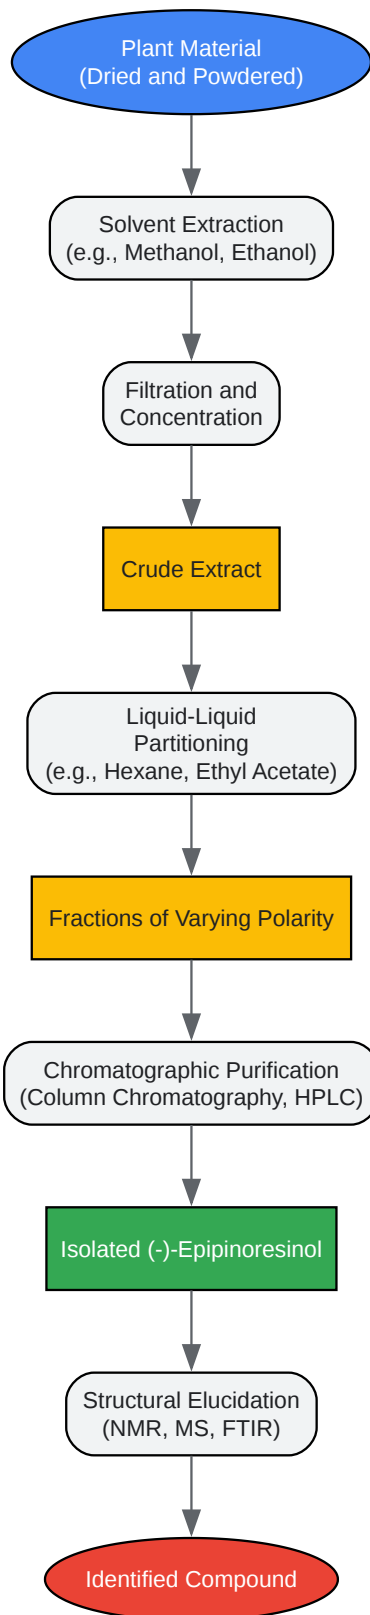 Plant Material
(Dried and Powdered)
Solvent Extraction
(e.g., Methanol, Ethanol)
Filtration and
Concentration
Crude Extract
Liquid-Liquid
Partitioning
(e.g., Hexane, Ethyl Acetate)
Fractions of Varying Polarity
Chromatographic Purification
(Column Chromatography, HPLC)
Isolated (-)-Epipinoresinol
Structural Elucidation
(NMR, MS, FTIR)
Identified Compound